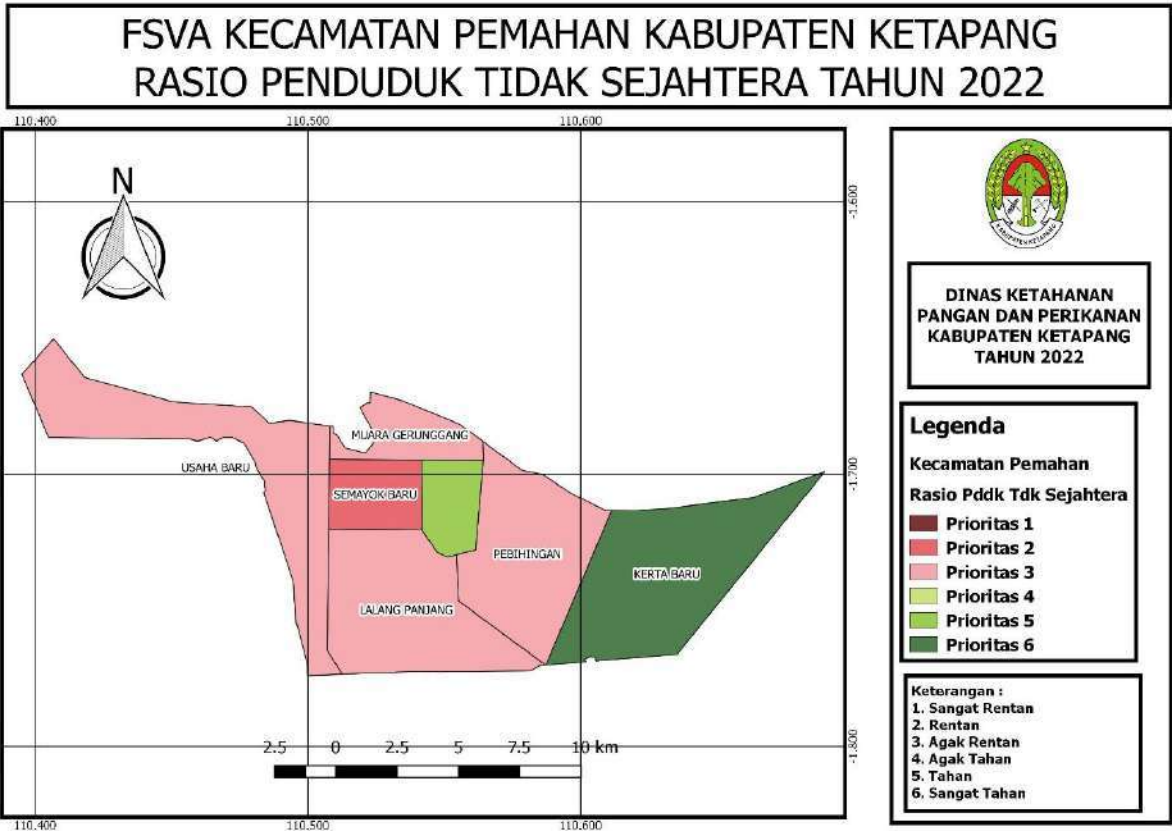 FSVA KECAMATAN PEMAHAN KABUPATEN KETAPANG
RASIO PENDUDUK TIDAK SEJAHTERA TAHUN 2022
110.400
110.500
110.600
N
-1.600
MUARA GERUNGGANG
USAHA BARU
-1.700
SEMAYOK BARU
PEBIHINGAN
KERTA BARU
LALANG PANJANG
2.5 0 2.5 5 7.5 10 km
-1.800
110.400
110.500
110.600
KABUPATEN KETAPANG
DINAS KETAHANAN
PANGAN DAN PERIKANAN
KABUPATEN KETAPANG
TAHUN 2022
Legenda
Kecamatan Pemahan
Rasio Pddk Tdk Sejahtera
Prioritas 1
Prioritas 2
Prioritas 3
Prioritas 4
Prioritas 5
Prioritas 6
Keterangan :
1. Sangat Rentan
2. Rentan
3. Agak Rentan
4. Agak Tahan
5. Tahan
6. Sangat Tahan